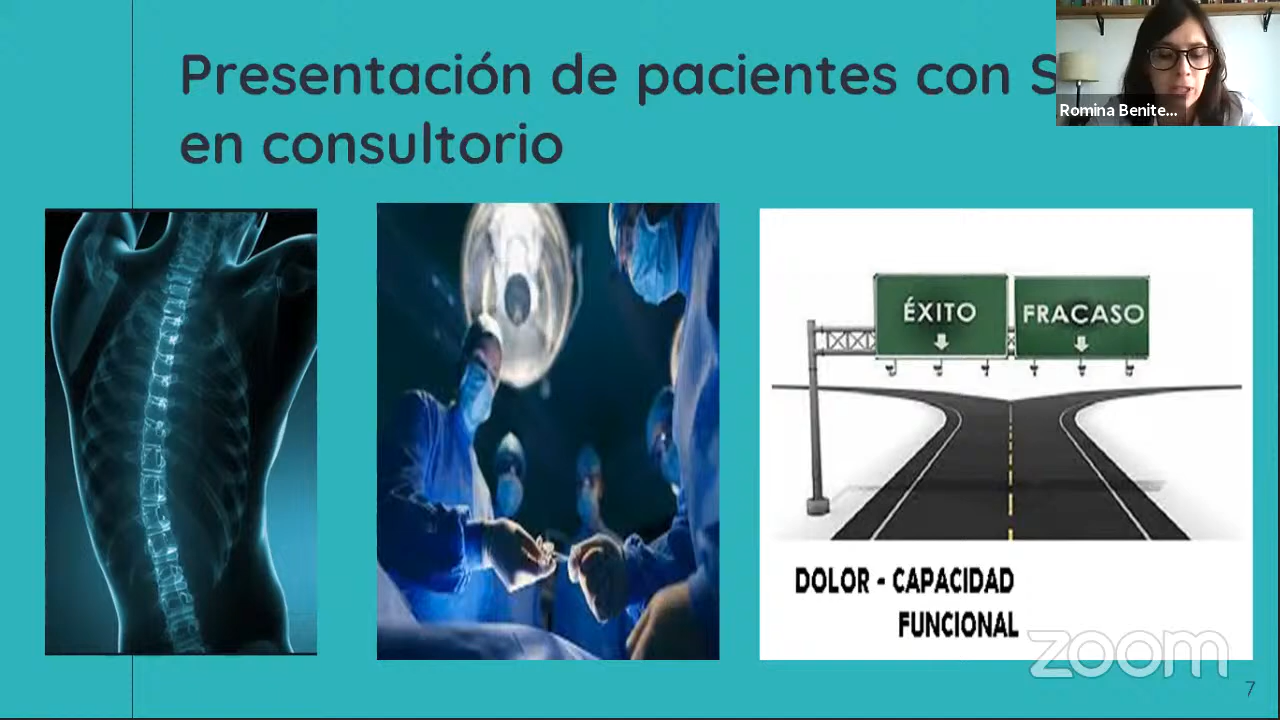 Presentación de pacientes con S
en consultorio
Romina Benite...
ÉXITO
FRACASO
DOLOR - CAPACIDAD
FUNCIONAL
zoom
7